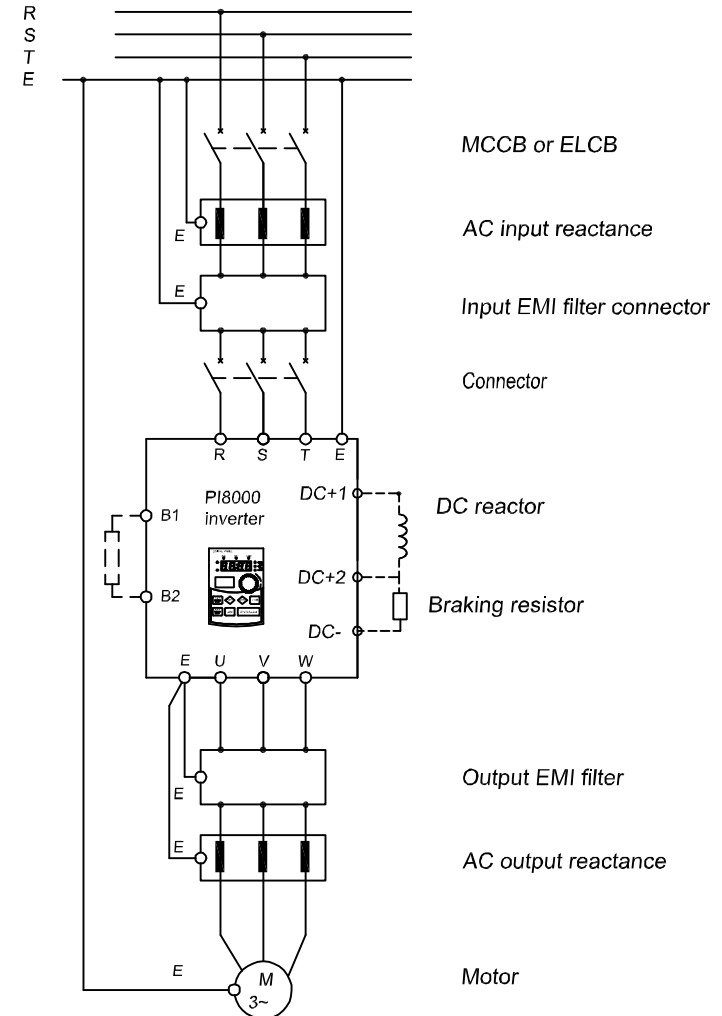 R
S
T
E
MCCB or ELCB
E
AC input reactance
E
Input EMI filter connector
Connector
R S T E
PI8000
inverter
DC+1
DC reactor
B1
DC+2
B2
Braking resistor
DC-
E U V W
E
Output EMI filter
E
AC output reactance
E
M
3~
Motor